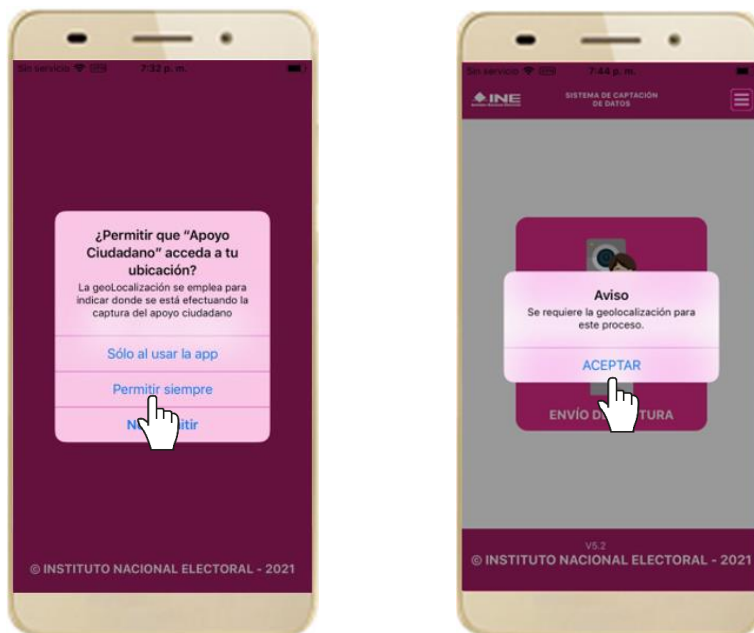 Sin servicio
7:32 p. m.
¿Permitir que “Apoyo
Ciudadano” acceda a tu
ubicación?
La geoLocalización se emplea para
indicar donde se está efectuando la
captura del apoyo ciudadano
Sólo al usar la app
Permitir siempre
© INSTITUTO NACIONAL ELECTORAL - 2021
Sin servicio
7:44 p. m.
INE
SISTEMA DE CAPTACIÓN
DE DATOS
Aviso
Se requiere la geolocalización para
este proceso.
ACEPTAR
ENVÍO
V5.2
© INSTITUTO NACIONAL ELECTORAL - 2021